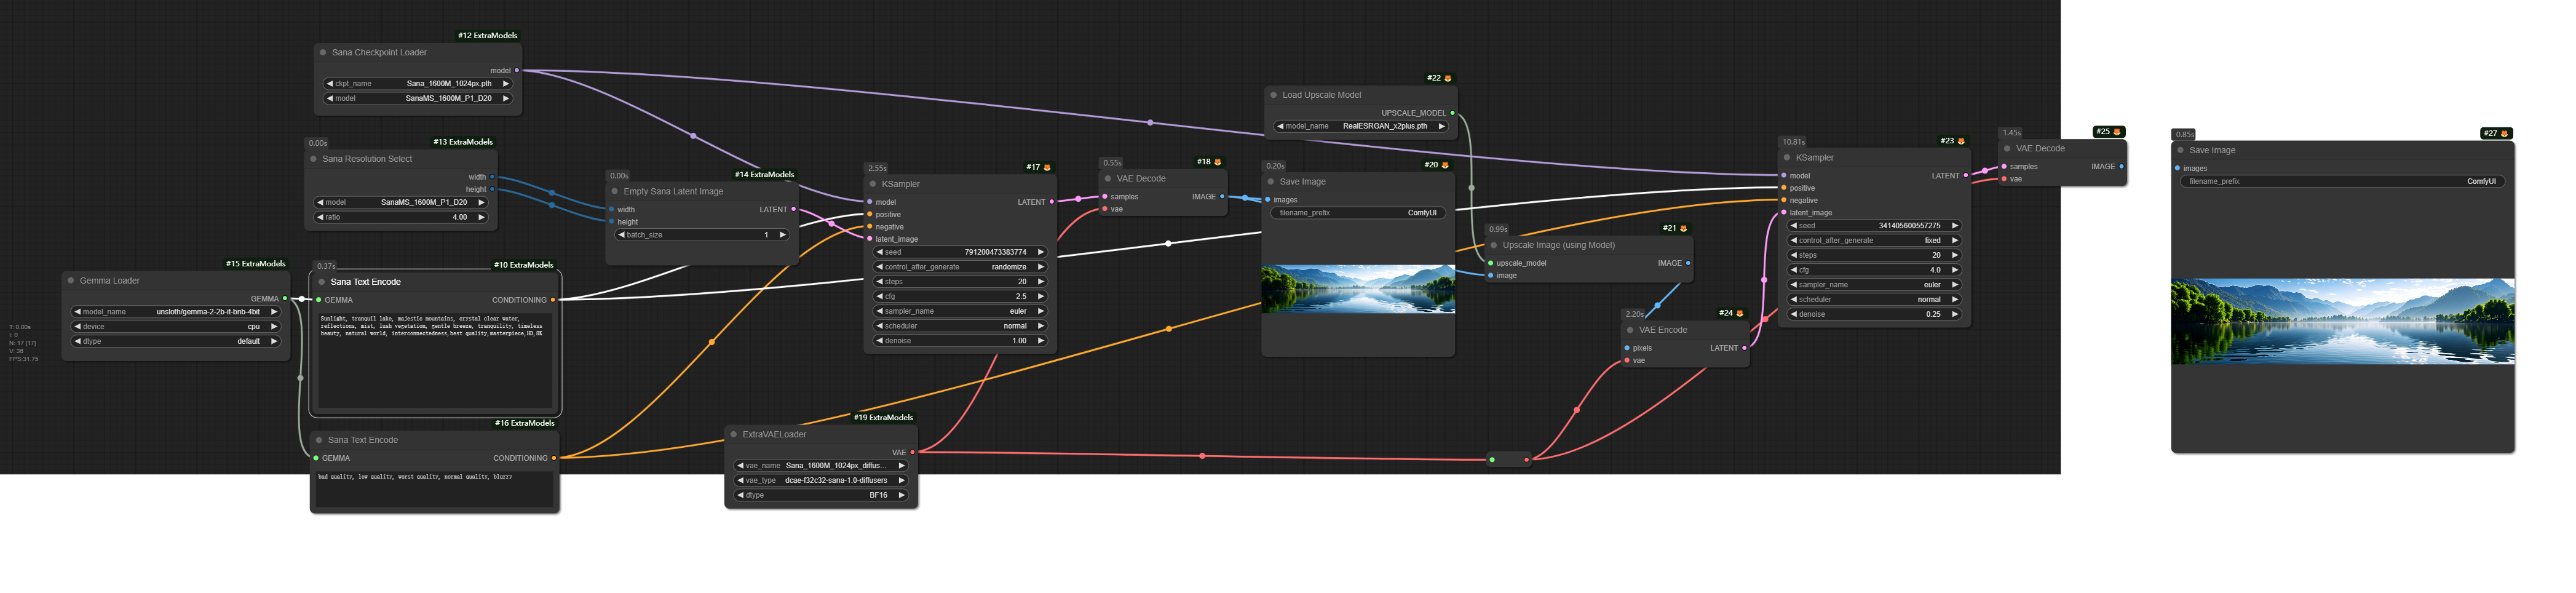 #12 ExtraModels
Sana Checkpoint Loader
model
ckpt_name Sana_1600M_1024px.pth
model SanaMS_1600M_P1_D20
0.00s
#13 ExtraModels
Sana Resolution Select
width
height
model SanaMS_1600M_P1_D20
ratio 4.00
#15 ExtraModels
Gemma Loader
GEMMA
model_name unsloth/gemma-2-2b-it-bnb-4bit
device cpu
dtype default
T: 0.00s
I: 0
N: 17 [17]
V: 38
FPS:31.75
0.37s
#10 ExtraModels
Sana Text Encode
GEMMA CONDITIONING
Sunlight, tranquil lake, majestic mountains, crystal clear water,
reflections, mist, lush vegetation, gentle breeze, tranquility, timeless
beauty, natural world, interconnectedness,best quality,masterpiece,HD,8K
#16 ExtraModels
Sana Text Encode
GEMMA CONDITIONING
bad quality, low quality, worst quality, normal quality, blurry
0.00s
#14 ExtraModels
Empty Sana Latent Image
width LATENT
height
batch_size 1
2.55s
#17
KSampler
model LATENT
positive
negative
latent_image
seed 791200473383774
control_after_generate randomize
steps 20
cfg 2.5
sampler_name euler
scheduler normal
denoise 1.00
#19 ExtraModels
ExtraVAELoader
VAE
vae_name Sana_1600M_1024px_diffus...
vae_type dcae-f32c32-sana-1.0-diffusers
dtype BF16
0.55s
#18
VAE Decode
samples IMAGE
vae
0.20s
#20
Save Image
images
filename_prefix ComfyUI
#22
Load Upscale Model
UPSCALE_MODEL
model_name RealESRGAN_x2plus.pth
0.99s
#21
Upscale Image (using Model)
upscale_model IMAGE
image
2.20s
#24
VAE Encode
pixels LATENT
vae
10.81s
#23
KSampler
model LATENT
positive
negative
latent_image
seed 341405600557275
control_after_generate fixed
steps 20
cfg 4.0
sampler_name euler
scheduler normal
denoise 0.25
1.45s
#25
VAE Decode
samples IMAGE
vae
0.85s
#27
Save Image
images
filename_prefix ComfyUI